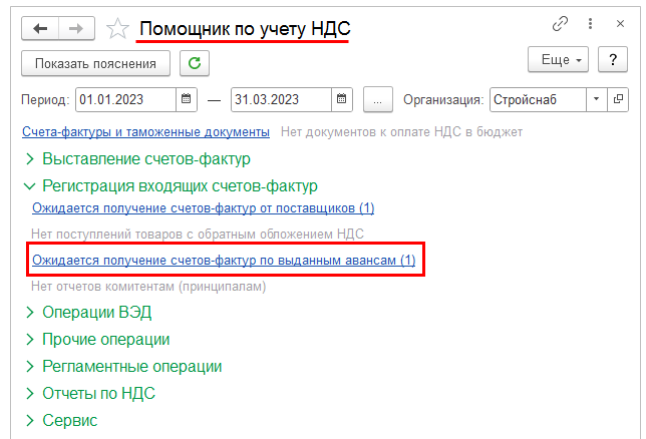 Помощник по учету НДС
Показать пояснения Еще ?
Период: 01.01.2023 — 31.03.2023 ... Организация: Стройснаб
Счета-фактуры и таможенные документы Нет документов к оплате НДС в бюджет
Выставление счетов-фактур
Регистрация входящих счетов-фактур
Ожидается получение счетов-фактур от поставщиков (1)
Нет поступлений товаров с обратным обложением НДС
Ожидается получение счетов-фактур по выданным авансам (1)
Нет отчетов комитентам (принципалам)
Операции ВЭД
Прочие операции
Регламентные операции
Отчеты по НДС
Сервис